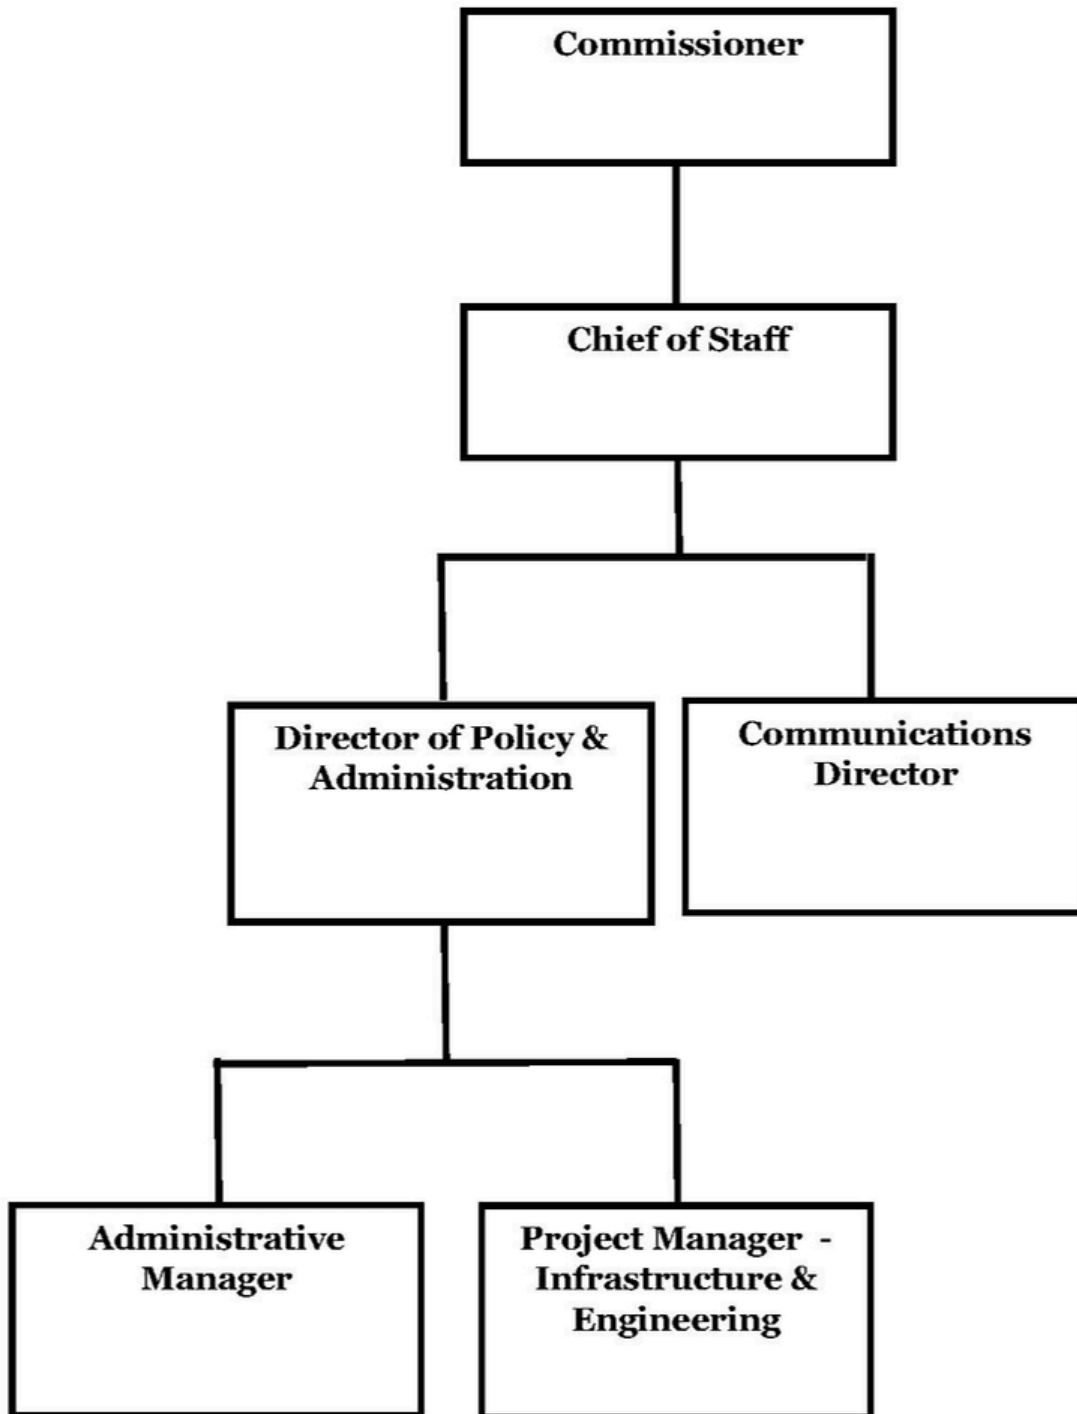 Commissioner
Chief of Staff
Director of Policy &
Administration
Communications
Director
Administrative
Manager
Project Manager -
Infrastructure &
Engineering